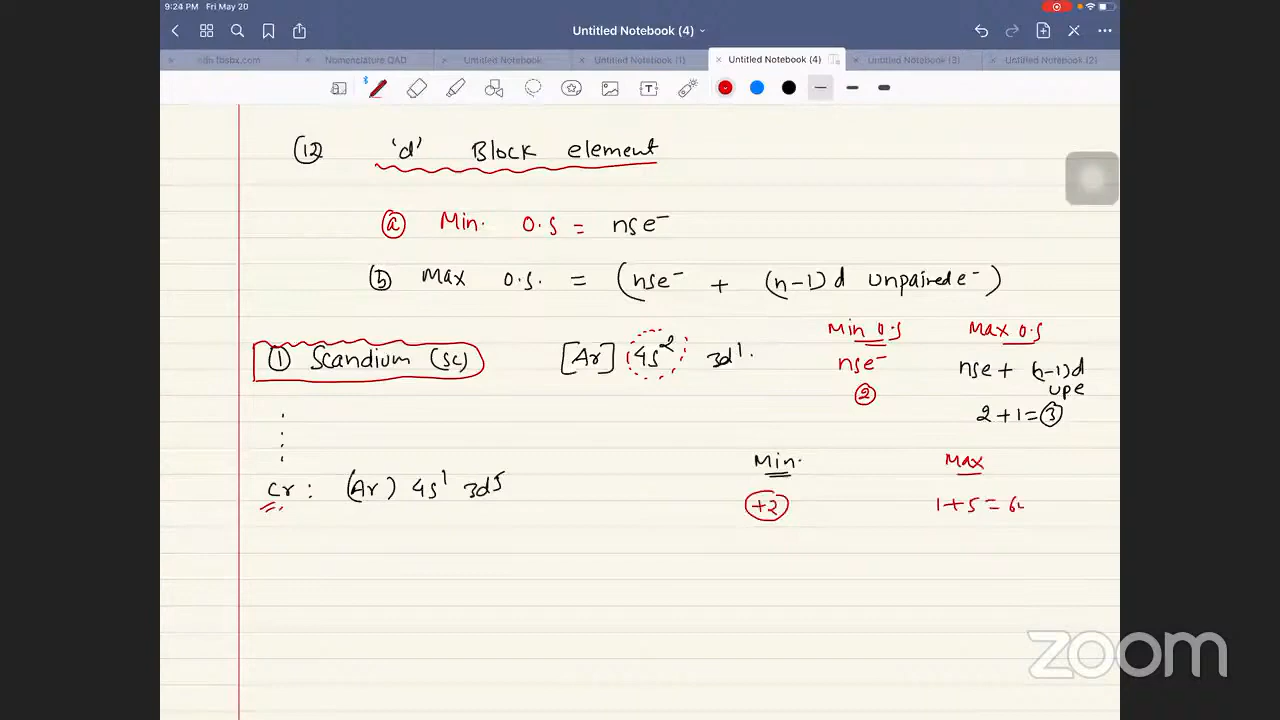 9:24 PM Fri May 20
Untitled Notebook (4)
Nomenclature QAD Untitled Notebook Untitled Notebook (1) Untitled Notebook (4) Untitled Notebook (3) Untitled Notebook (2)
(12) 'd' Block element
(a) Min. O.S = nse⁻
(b) Max O.S. = (nse⁻ + (n-1)d unpaired e⁻)
(1) Scandium (Sc) [Ar] 4s² 3d¹.
Min O.S Max O.S
nse⁻ nse + (n-1)d
upe
(2) 2+1=(3)
Min. Max
Cr: (Ar) 4s¹ 3d⁵ +2 1+5=6
zoom